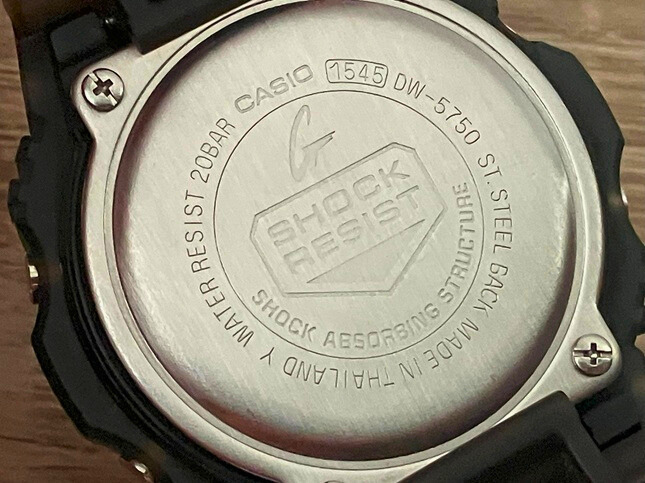 CASIO 1545 DW-5750 ST. STEEL BACK MADE IN THAILAND Y WATER RESIST 20BAR
G
SHOCK
RESIST
SHOCK ABSORBING STRUCTURE